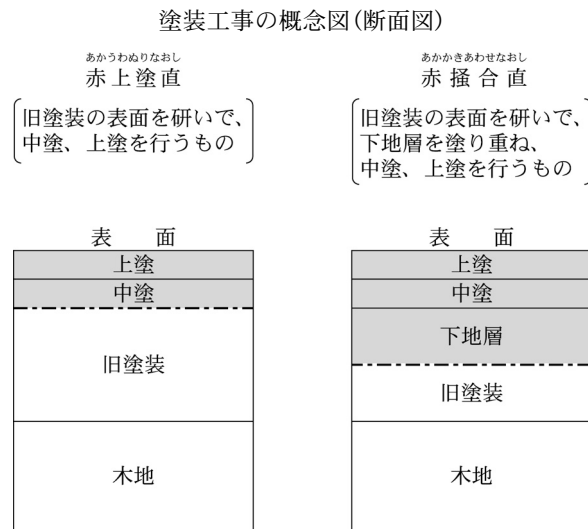 塗装工事の概念図(断面図)
あかうわぬりなおし
赤上塗直
旧塗装の表面を研いで、
中塗、上塗を行うもの
表 面
上塗
中塗
旧塗装
木地
あかかきあわせなおし
赤掻合直
旧塗装の表面を研いで、
下地層を塗り重ね、
中塗、上塗を行うもの
表 面
上塗
中塗
下地層
旧塗装
木地